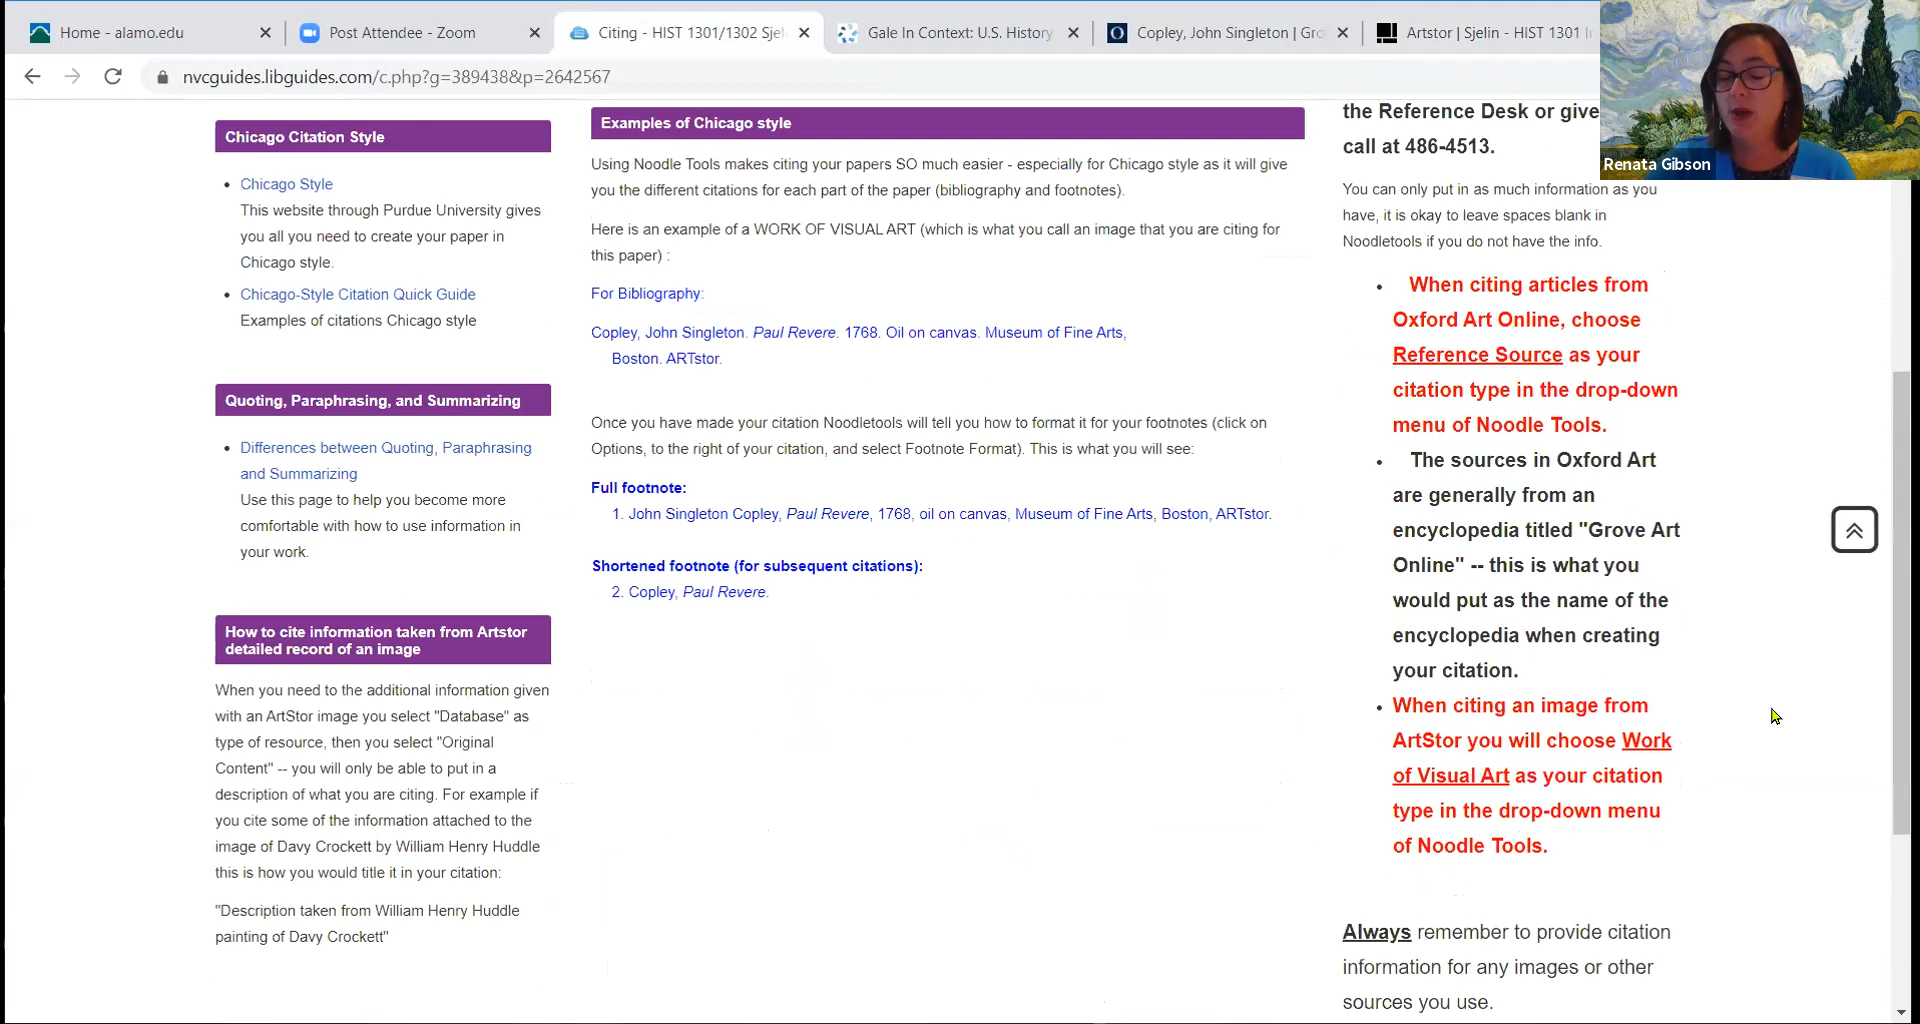 Home - alamo.edu
Post Attendee - Zoom
Citing - HIST 1301/1302 Sjel
Gale In Context: U.S. History
Copley, John Singleton | Gro
Artstor | Sjelin - HIST 1301 I
nvcguides.libguides.com/c.php?g=389438&p=2642567
Renata Gibson
Chicago Citation Style
Chicago Style
This website through Purdue University gives
you all you need to create your paper in
Chicago style.
Chicago-Style Citation Quick Guide
Examples of citations Chicago style
Quoting, Paraphrasing, and Summarizing
Differences between Quoting, Paraphrasing
and Summarizing
Use this page to help you become more
comfortable with how to use information in
your work.
How to cite information taken from Artstor
detailed record of an image
When you need to the additional information given
with an ArtStor image you select "Database" as
type of resource, then you select "Original
Content" -- you will only be able to put in a
description of what you are citing. For example if
you cite some of the information attached to the
image of Davy Crockett by William Henry Huddle
this is how you would title it in your citation:
"Description taken from William Henry Huddle
painting of Davy Crockett"
Examples of Chicago style
Using Noodle Tools makes citing your papers SO much easier - especially for Chicago style as it will give
you the different citations for each part of the paper (bibliography and footnotes).
Here is an example of a WORK OF VISUAL ART (which is what you call an image that you are citing for
this paper) :
For Bibliography:
Copley, John Singleton. Paul Revere. 1768. Oil on canvas. Museum of Fine Arts,
Boston. ARTstor.
Once you have made your citation Noodletools will tell you how to format it for your footnotes (click on
Options, to the right of your citation, and select Footnote Format). This is what you will see:
Full footnote:
1. John Singleton Copley, Paul Revere, 1768, oil on canvas, Museum of Fine Arts, Boston, ARTstor.
Shortened footnote (for subsequent citations):
2. Copley, Paul Revere.
the Reference Desk or give
call at 486-4513.
You can only put in as much information as you
have, it is okay to leave spaces blank in
Noodletools if you do not have the info.
When citing articles from
Oxford Art Online, choose
Reference Source as your
citation type in the drop-down
menu of Noodle Tools.
The sources in Oxford Art
are generally from an
encyclopedia titled "Grove Art
Online" -- this is what you
would put as the name of the
encyclopedia when creating
your citation.
When citing an image from
ArtStor you will choose Work
of Visual Art as your citation
type in the drop-down menu
of Noodle Tools.
Always remember to provide citation
information for any images or other
sources you use.